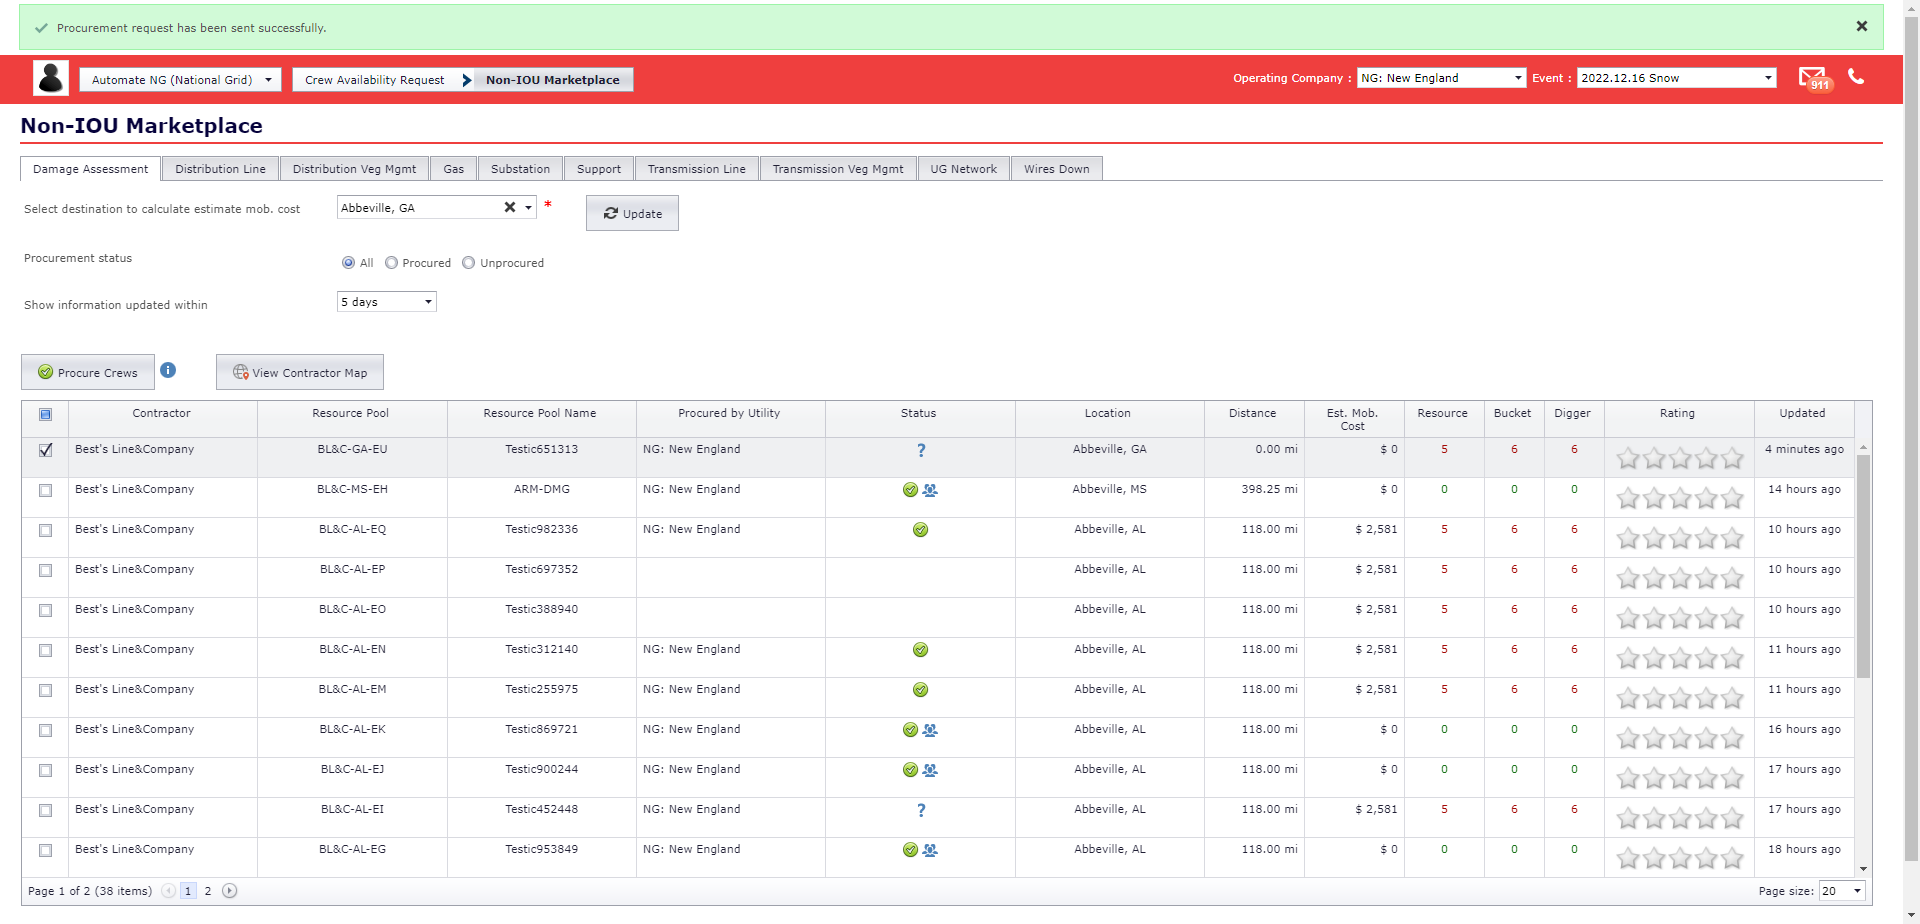 Procurement request has been sent successfully.
Automate NG (National Grid) Crew Availability Request Non-IOU Marketplace Operating Company : NG: New England Event : 2022.12.16 Snow 911
Non-IOU Marketplace
Damage Assessment Distribution Line Distribution Veg Mgmt Gas Substation Support Transmission Line Transmission Veg Mgmt UG Network Wires Down
Select destination to calculate estimate mob. cost Abbeville, GA * Update
Procurement status All Procured Unprocured
Show information updated within 5 days
Procure Crews View Contractor Map
Contractor Resource Pool Resource Pool Name Procured by Utility Status Location Distance Est. Mob. Cost Resource Bucket Digger Rating Updated
Best's Line&Company BL&C-GA-EU Testic651313 NG: New England ? Abbeville, GA 0.00 mi $ 0 5 6 6 4 minutes ago
Best's Line&Company BL&C-MS-EH ARM-DMG NG: New England Abbeville, MS 398.25 mi $ 0 0 0 0 14 hours ago
Best's Line&Company BL&C-AL-EQ Testic982336 NG: New England Abbeville, AL 118.00 mi $ 2,581 5 6 6 10 hours ago
Best's Line&Company BL&C-AL-EP Testic697352 Abbeville, AL 118.00 mi $ 2,581 5 6 6 10 hours ago
Best's Line&Company BL&C-AL-EO Testic388940 Abbeville, AL 118.00 mi $ 2,581 5 6 6 10 hours ago
Best's Line&Company BL&C-AL-EN Testic312140 NG: New England Abbeville, AL 118.00 mi $ 2,581 5 6 6 11 hours ago
Best's Line&Company BL&C-AL-EM Testic255975 NG: New England Abbeville, AL 118.00 mi $ 2,581 5 6 6 11 hours ago
Best's Line&Company BL&C-AL-EK Testic869721 NG: New England Abbeville, AL 118.00 mi $ 0 0 0 0 16 hours ago
Best's Line&Company BL&C-AL-EJ Testic900244 NG: New England Abbeville, AL 118.00 mi $ 0 0 0 0 17 hours ago
Best's Line&Company BL&C-AL-EI Testic452448 NG: New England ? Abbeville, AL 118.00 mi $ 2,581 5 6 6 17 hours ago
Best's Line&Company BL&C-AL-EG Testic953849 NG: New England Abbeville, AL 118.00 mi $ 0 0 0 0 18 hours ago
Page 1 of 2 (38 items) 1 2 Page size: 20